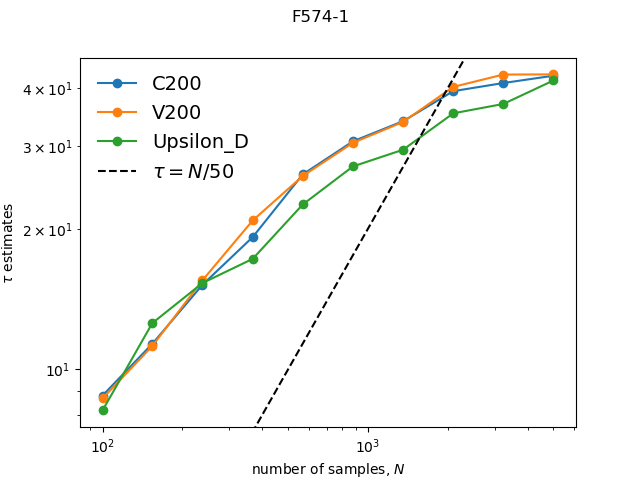 F574-1
C200
V200
Upsilon_D
τ = N/50
4 × 10¹
3 × 10¹
2 × 10¹
10¹
τ estimates
10² 10³
number of samples, N